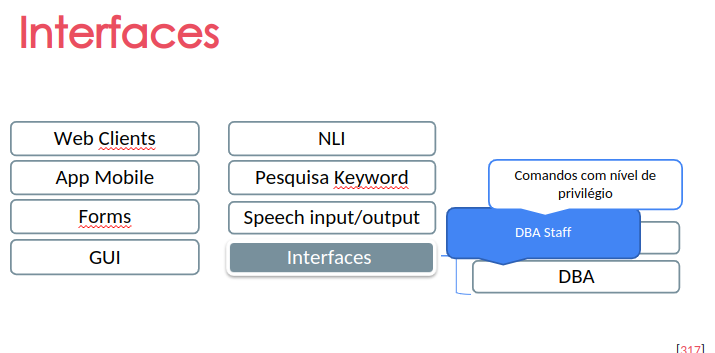 Interfaces
Web Clients
App Mobile
Forms
GUI
NLI
Pesquisa Keyword
Speech input/output
Interfaces
Comandos com nível de
privilégio
DBA Staff
DBA
[317]